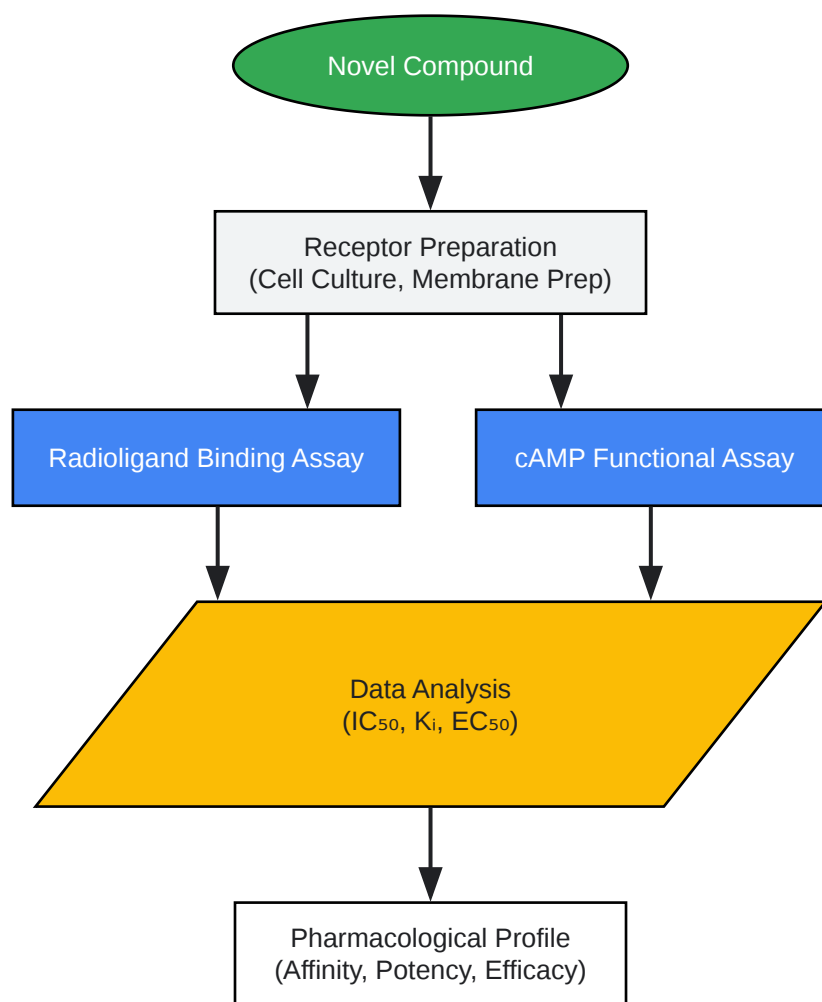 Novel Compound
Receptor Preparation
(Cell Culture, Membrane Prep)
Radioligand Binding Assay
cAMP Functional Assay
Data Analysis
(IC₅₀, Kᵢ, EC₅₀)
Pharmacological Profile
(Affinity, Potency, Efficacy)